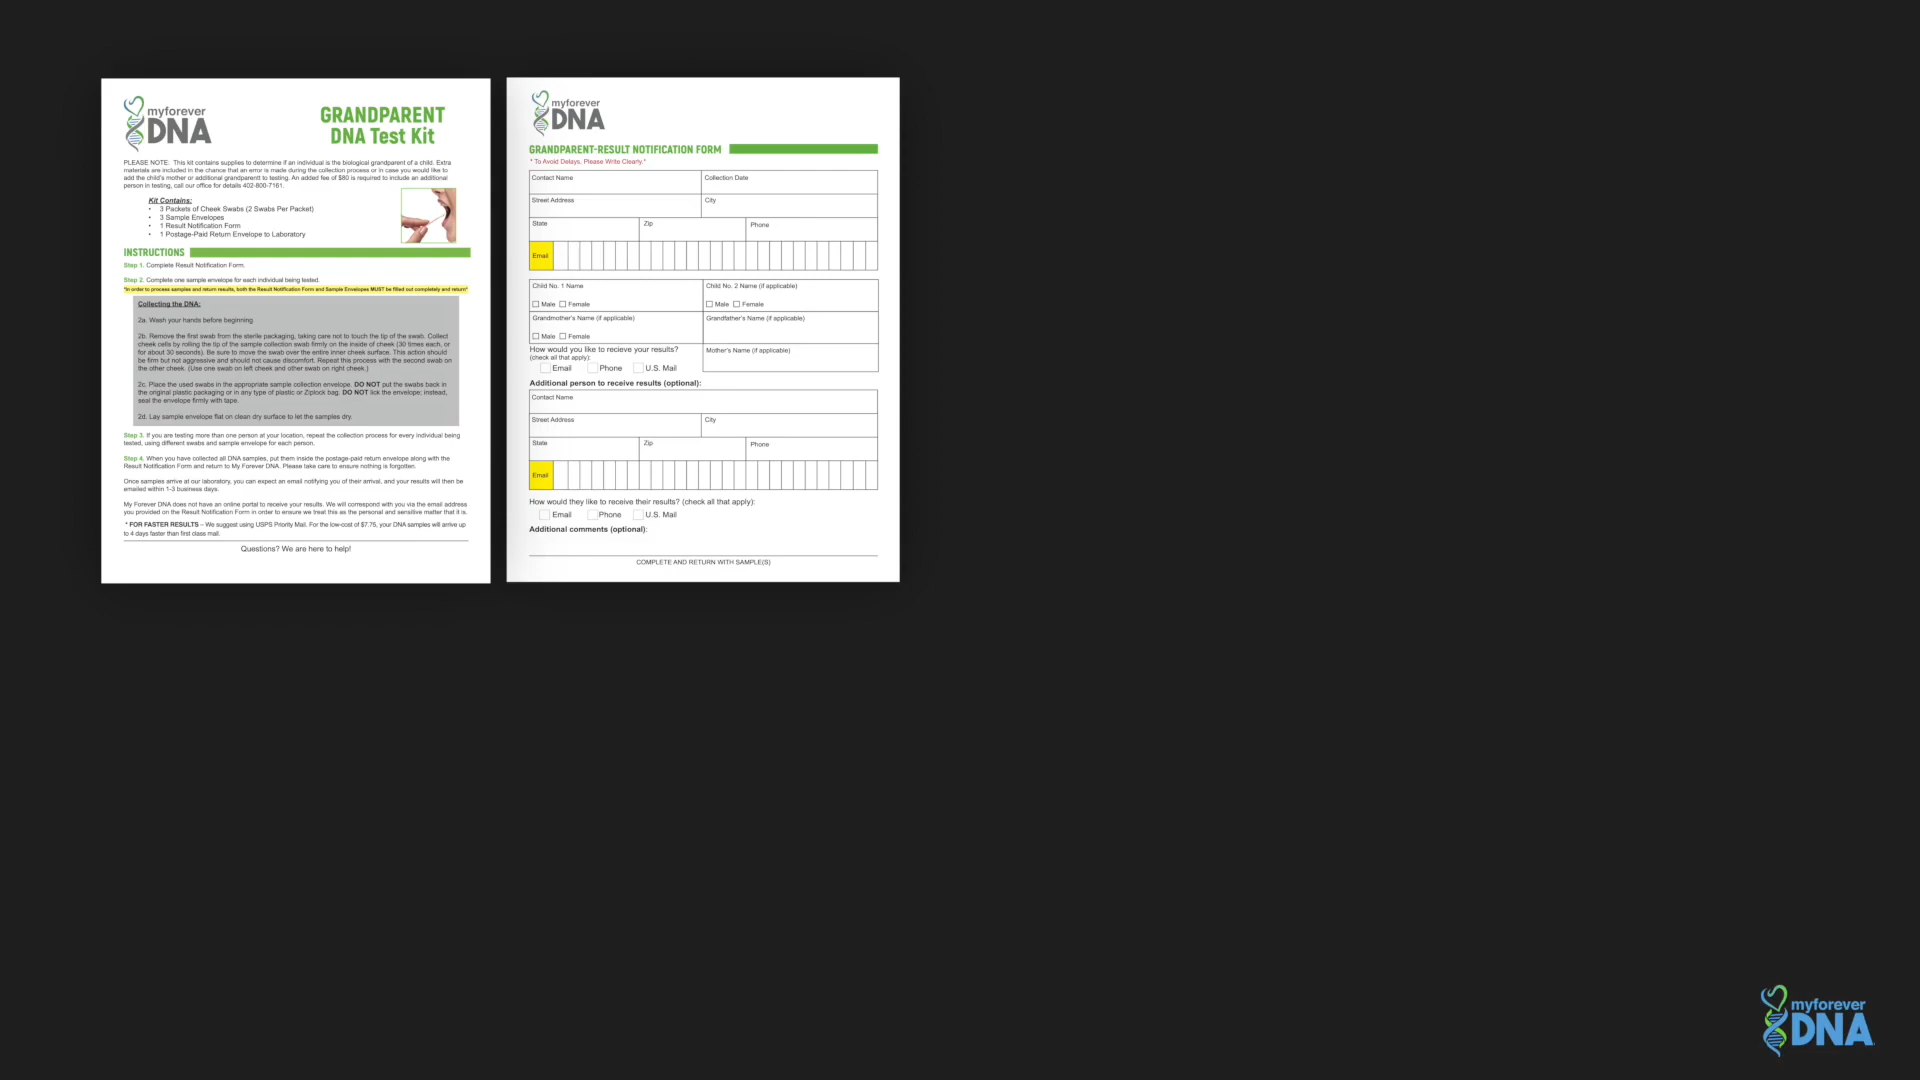 myforever
DNA
GRANDPARENT
DNA Test Kit
PLEASE NOTE: This kit contains supplies to determine if an individual is the biological grandparent of a child. Extra
materials are included in the chance that an error is made during the collection process or in case you would like to
add the child's mother or additional grandparent to testing. An added fee of $80 is required to include an additional
person in testing, call our office for details 402-800-7161.
Kit Contains:
• 3 Packets of Cheek Swabs (2 Swabs Per Packet)
• 3 Sample Envelopes
• 1 Result Notification Form
• 1 Postage-Paid Return Envelope to Laboratory
INSTRUCTIONS
Step 1. Complete Result Notification Form.
Step 2. Complete one sample envelope for each individual being tested.
*In order to process samples and return results, both the Result Notification Form and Sample Envelopes MUST be filled out completely and return*
Collecting the DNA:
2a. Wash your hands before beginning.
2b. Remove the first swab from the sterile packaging, taking care not to touch the tip of the swab. Collect
cheek cells by rolling the tip of the sample collection swab firmly on the inside of cheek (30 times each, or
for about 30 seconds). Be sure to move the swab over the entire inner cheek surface. This action should
be firm but not aggressive and should not cause discomfort. Repeat this process with the second swab on
the other cheek. (Use one swab on left cheek and other swab on right cheek.)
2c. Place the used swabs in the appropriate sample collection envelope. DO NOT put the swabs back in
the original plastic packaging or in any type of plastic or Ziplock bag. DO NOT lick the envelope; instead,
seal the envelope firmly with tape.
2d. Lay sample envelope flat on clean dry surface to let the samples dry.
Step 3. If you are testing more than one person at your location, repeat the collection process for every individual being
tested, using different swabs and sample envelope for each person.
Step 4. When you have collected all DNA samples, put them inside the postage-paid return envelope along with the
Result Notification Form and return to My Forever DNA. Please take care to ensure nothing is forgotten.
Once samples arrive at our laboratory, you can expect an email notifying you of their arrival, and your results will then be
emailed within 1-3 business days.
My Forever DNA does not have an online portal to receive your results. We will correspond with you via the email address
you provided on the Result Notification Form in order to ensure we treat this as the personal and sensitive matter that it is.
* FOR FASTER RESULTS – We suggest using USPS Priority Mail. For the low-cost of $7.75, your DNA samples will arrive up
to 4 days faster than first class mail.
Questions? We are here to help!
myforever
DNA
GRANDPARENT-RESULT NOTIFICATION FORM
* To Avoid Delays, Please Write Clearly.*
Contact Name Collection Date
Street Address City
State Zip Phone
Email
Child No. 1 Name Child No. 2 Name (if applicable)
Male Female Male Female
Grandmother's Name (if applicable) Grandfather's Name (if applicable)
Male Female
How would you like to recieve your results? Mother's Name (if applicable)
(check all that apply):
Email Phone U.S. Mail
Additional person to receive results (optional):
Contact Name
Street Address City
State Zip Phone
Email
How would they like to receive their results? (check all that apply):
Email Phone U.S. Mail
Additional comments (optional):
COMPLETE AND RETURN WITH SAMPLE(S)
myforever
DNA